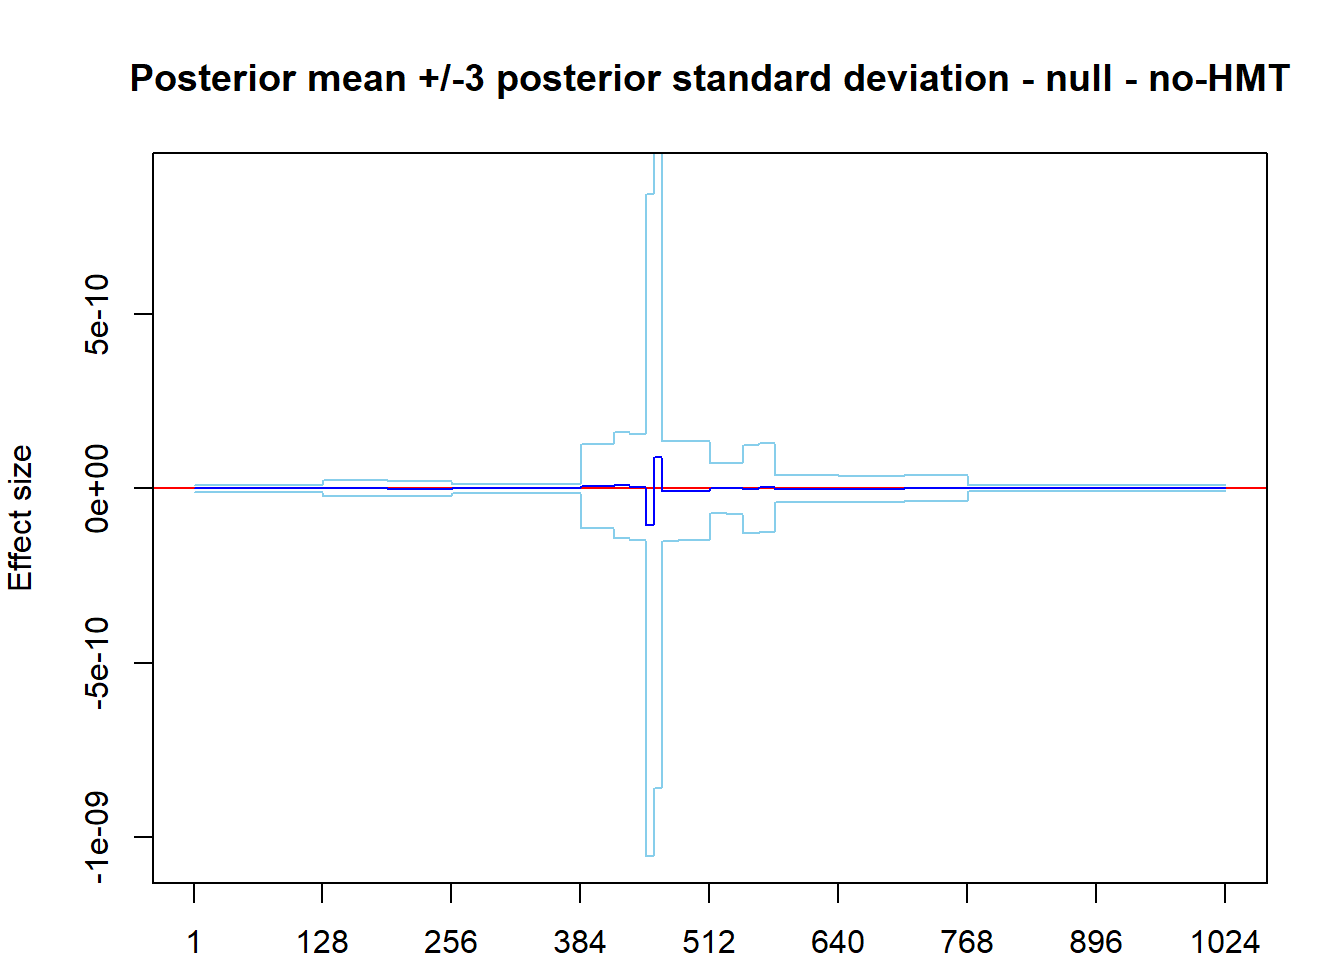 Posterior mean +/-3 posterior standard deviation - null - no-HMT
Effect size
5e-10
0e+00
-5e-10
-1e-09
1 128 256 384 512 640 768 896 1024